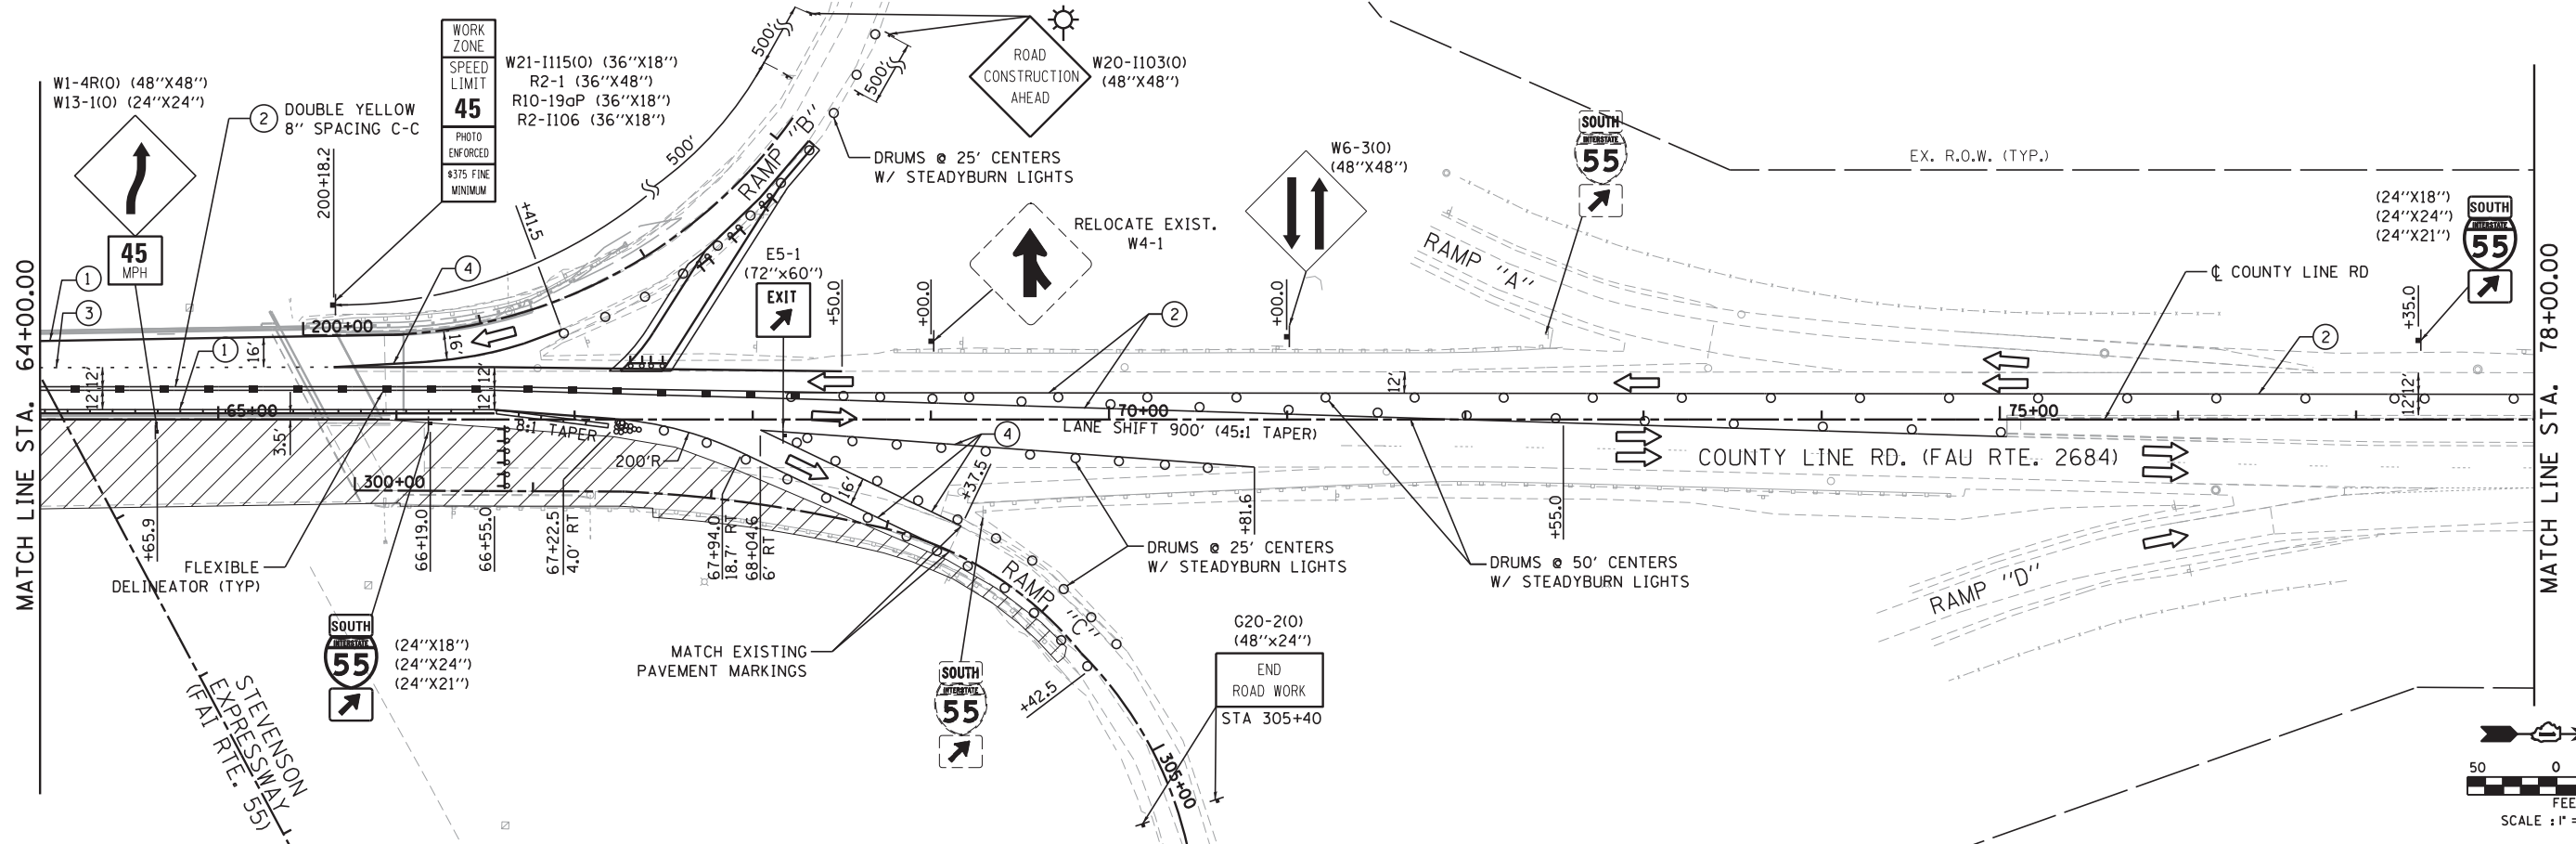 MATCH LINE STA. 64+00.00
W1-4R(O) (48''X48'')
W13-1(O) (24''X24'')
45
MPH
1
3
2
DOUBLE YELLOW
8'' SPACING C-C
200+18.2
WORK
ZONE
SPEED
LIMIT
45
PHOTO
ENFORCED
$375 FINE
MINIMUM
W21-I115(O) (36''X18'')
R2-1 (36''X48'')
R10-19aP (36''X18'')
R2-I106 (36''X18'')
+41.5
4
500'
500'
500'
RAMP "B"
ROAD
CONSTRUCTION
AHEAD
W20-I103(O)
(48''X48'')
DRUMS @ 25' CENTERS
W/ STEADYBURN LIGHTS
E5-1
(72''x60'')
EXIT
+50.0
+00.0
RELOCATE EXIST.
W4-1
W6-3(O)
(48''X48'')
+00.0
2
SOUTH
INTERSTATE
55
RAMP "A"
EX. R.O.W. (TYP.)
℄ COUNTY LINE RD
(24''X18'')
(24''X24'')
(24''X21'')
SOUTH
INTERSTATE
55
+35.0
2
MATCH LINE STA. 78+00.00
200+00
16'
16'
1
12'
12'
12'
12'
12'
12'
12'
65+00
3.5'
8:1 TAPER
70+00
75+00
LANE SHIFT 900' (45:1 TAPER)
COUNTY LINE RD. (FAU RTE. 2684)
4
200'R
300+00
16'
+37.5
+65.9
FLEXIBLE
DELINEATOR (TYP)
66+19.0
66+55.0
67+22.5
4.0' RT
67+94.0
18.7' RT
68+04.6
6' RT
+81.6
+55.0
DRUMS @ 25' CENTERS
W/ STEADYBURN LIGHTS
DRUMS @ 50' CENTERS
W/ STEADYBURN LIGHTS
RAMP "C"
RAMP "D"
MATCH EXISTING
PAVEMENT MARKINGS
SOUTH
INTERSTATE
55
(24''X18'')
(24''X24'')
(24''X21'')
SOUTH
INTERSTATE
55
+42.5
G20-2(O)
(48''x24'')
END
ROAD WORK
STA 305+40
305+00
STEVENSON
EXPRESSWAY
(FAI RTE. 55)
50
0
FEE
SCALE : 1" =